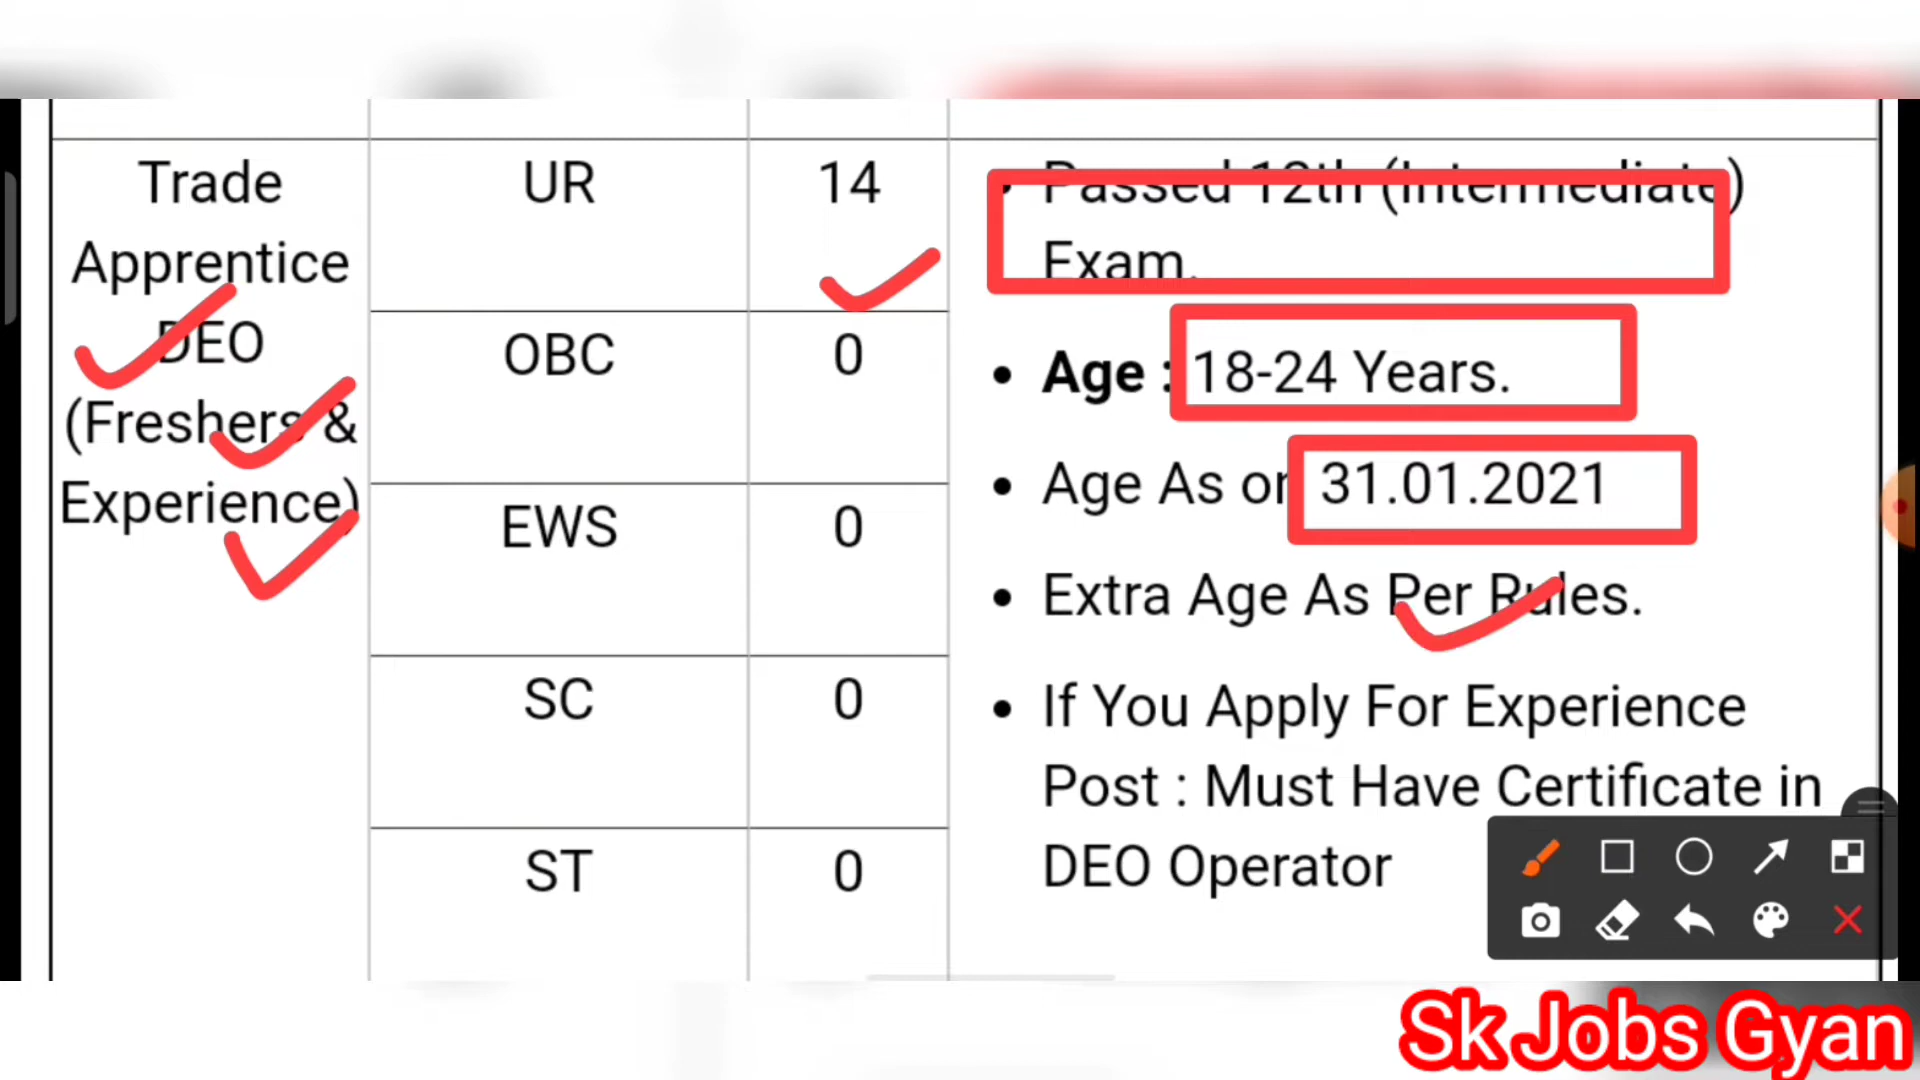 Trade
Apprentice
DEO
(Freshers &
Experience)
UR
14
OBC
0
EWS
0
SC
0
ST
0
• Passed 12th (Intermediate)
Exam.
• Age : 18-24 Years.
• Age As on 31.01.2021
• Extra Age As Per Rules.
• If You Apply For Experience
Post : Must Have Certificate in
DEO Operator
Sk Jobs Gyan